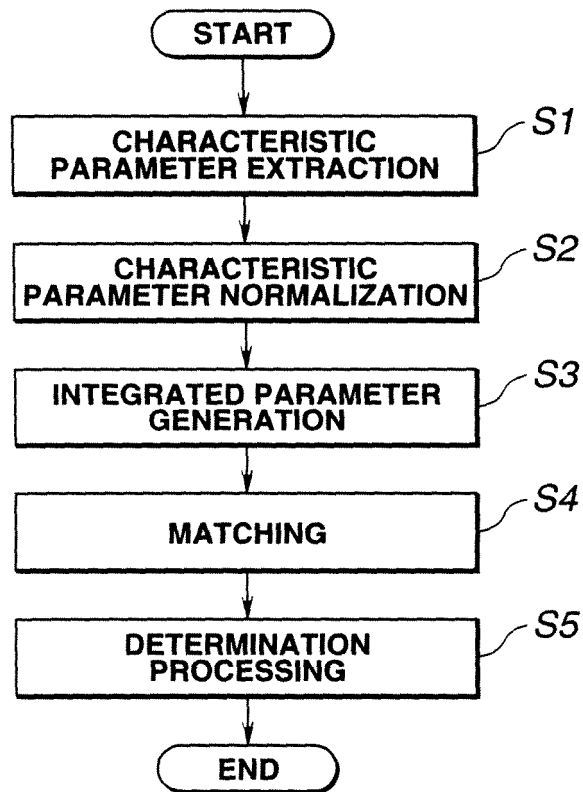 START
CHARACTERISTIC
PARAMETER EXTRACTION
S1
CHARACTERISTIC
PARAMETER NORMALIZATION
S2
INTEGRATED PARAMETER
GENERATION
S3
MATCHING
S4
DETERMINATION
PROCESSING
S5
END